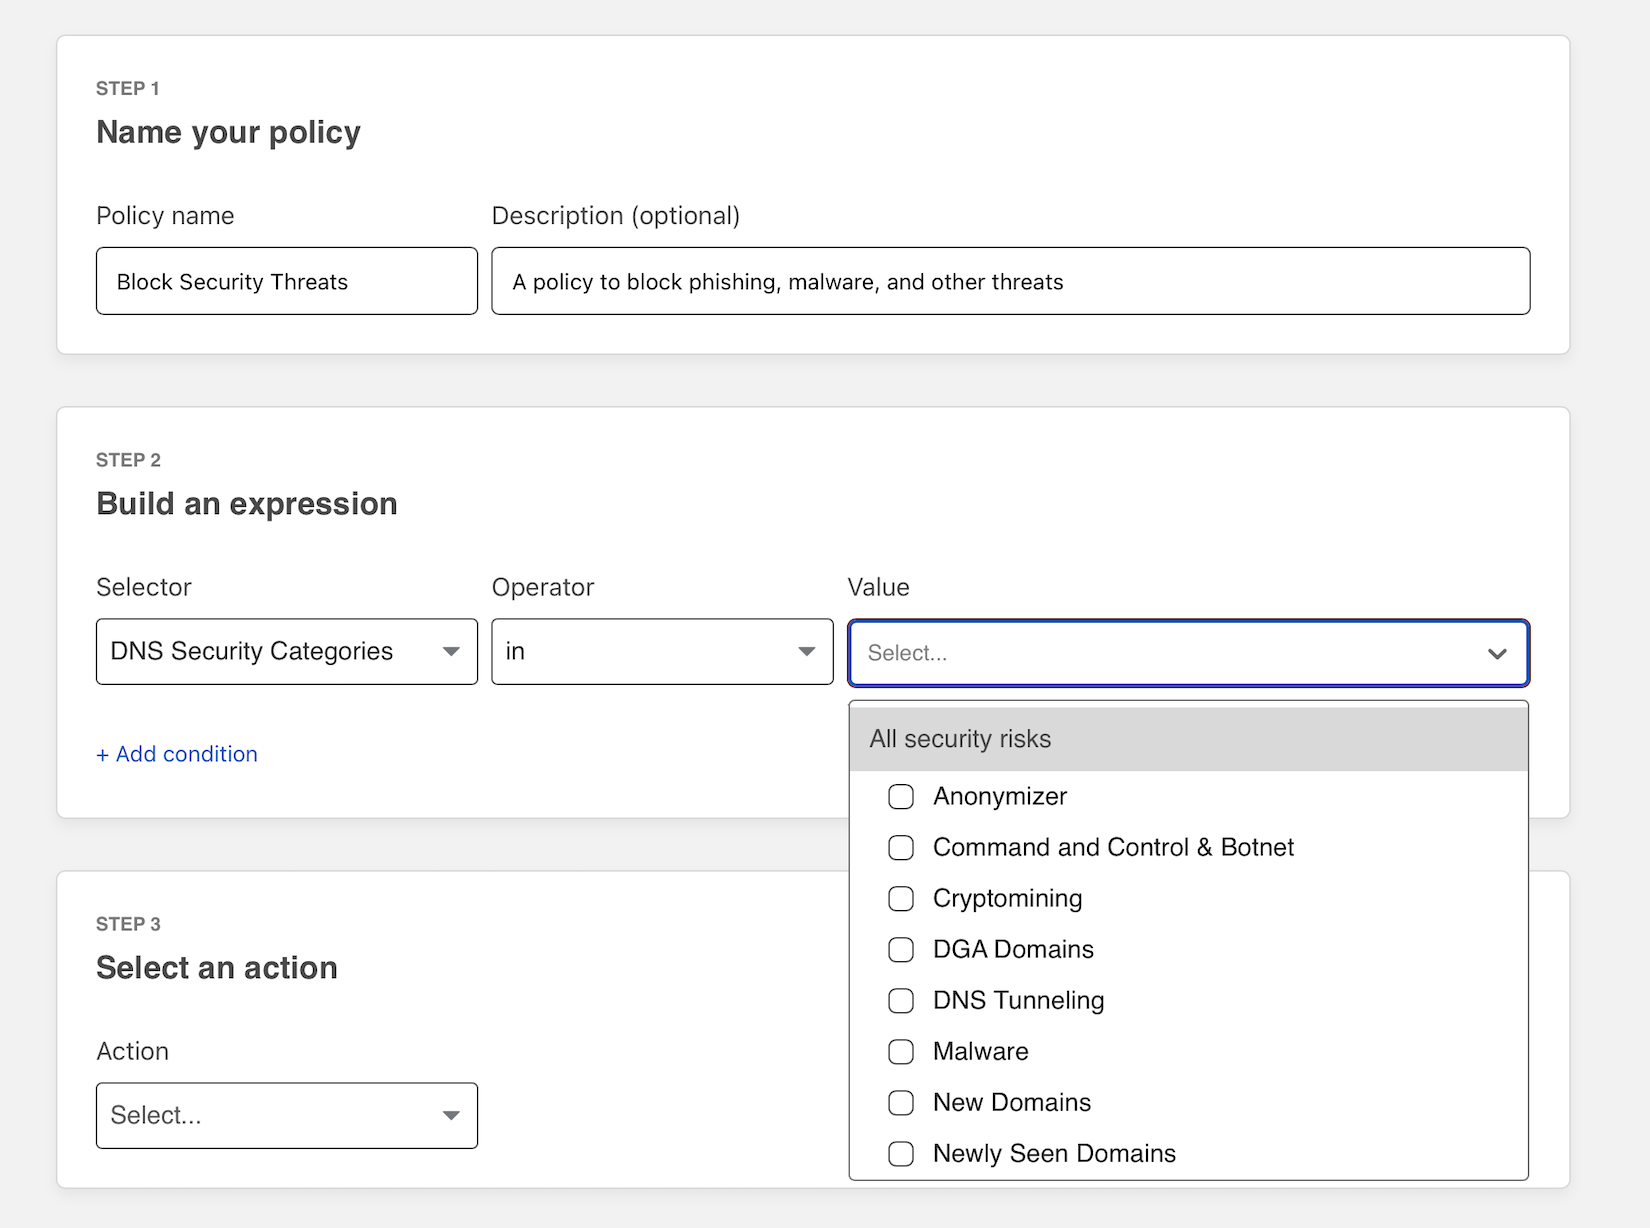 STEP 1
Name your policy
Policy name
Description (optional)
Block Security Threats
A policy to block phishing, malware, and other threats
STEP 2
Build an expression
Selector
Operator
Value
DNS Security Categories
in
Select...
+ Add condition
All security risks
Anonymizer
Command and Control & Botnet
Cryptomining
DGA Domains
DNS Tunneling
Malware
New Domains
Newly Seen Domains
STEP 3
Select an action
Action
Select...